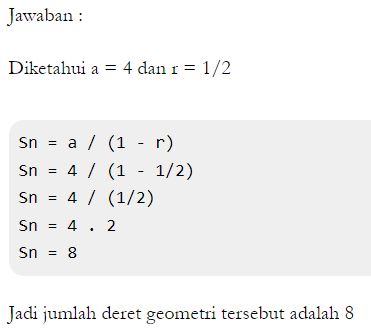 Jawaban :
Diketahui a = 4 dan r = 1/2
Sn = a / (1 - r)
Sn = 4 / (1 - 1/2)
Sn = 4 / (1/2)
Sn = 4 . 2
Sn = 8
Jadi jumlah deret geometri tersebut adalah 8